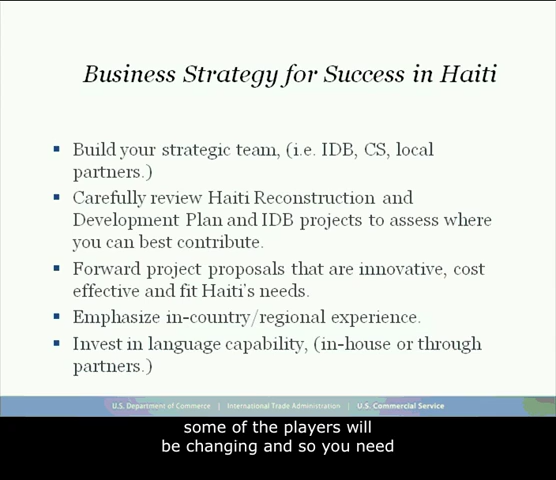 Business Strategy for Success in Haiti
Build your strategic team, (i.e. IDB, CS, local
partners.)
Carefully review Haiti Reconstruction and
Development Plan and IDB projects to assess where
you can best contribute.
Forward project proposals that are innovative, cost
effective and fit Haiti's needs.
Emphasize in-country/regional experience.
Invest in language capability, (in-house or through
partners.)
U.S. Department of Commerce | International Trade Administration | U.S. Commercial Service
some of the players will
be changing and so you need